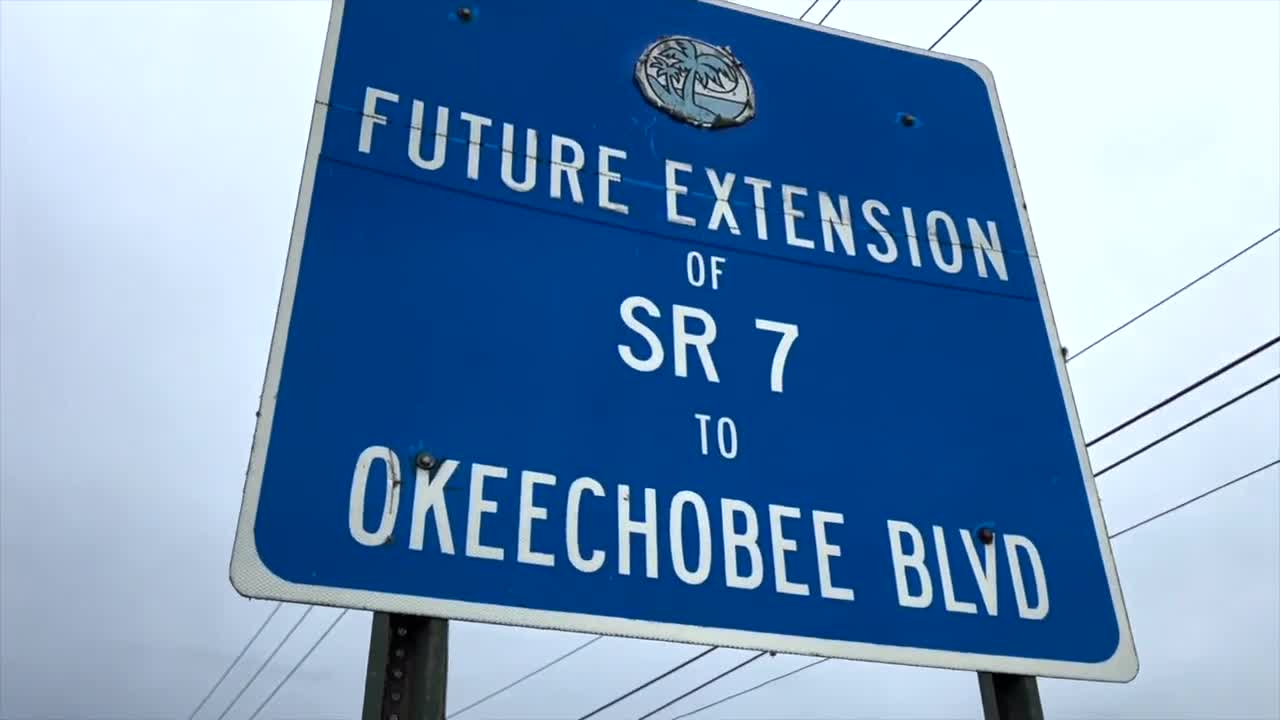 FUTURE EXTENSION
OF
SR 7
TO
OKEECHOBEE BLVD